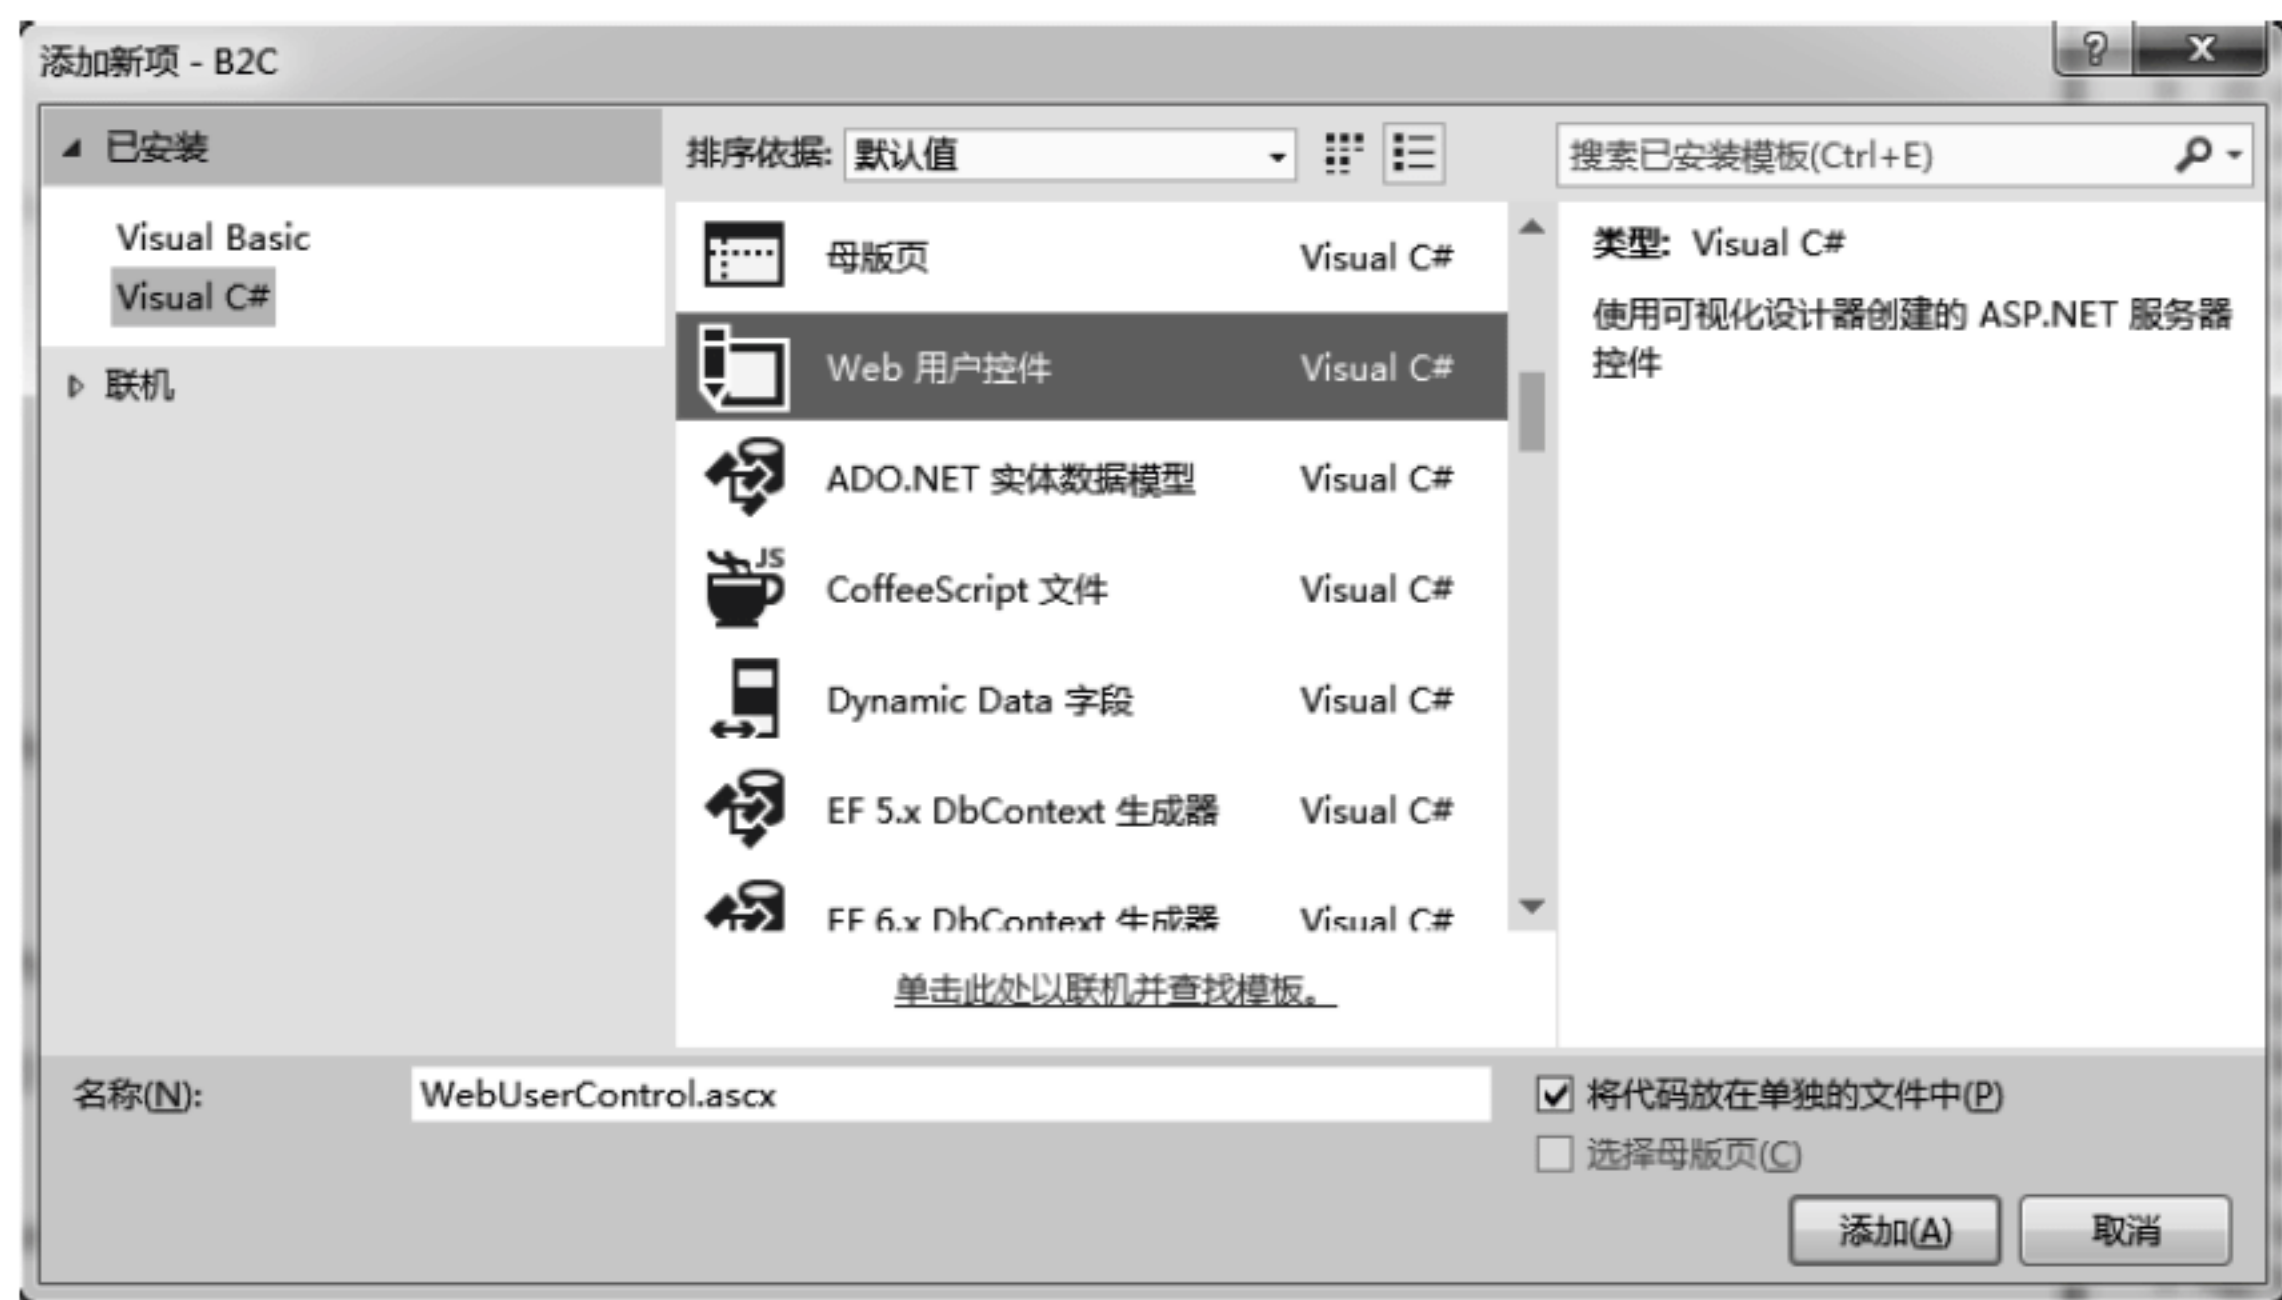 添加新项 - B2C
已安装
Visual Basic
Visual C#
联机
排序依据: 默认值
搜索已安装模板(Ctrl+E)
母版页 Visual C#
Web 用户控件 Visual C#
ADO.NET 实体数据模型 Visual C#
JS
CoffeeScript 文件 Visual C#
Dynamic Data 字段 Visual C#
EF 5.x DbContext 生成器 Visual C#
EF 6.x DbContext 生成器 Visual C#
单击此处以联机并查找模板。
类型: Visual C#
使用可视化设计器创建的 ASP.NET 服务器
控件
名称(N): WebUserControl.ascx
将代码放在单独的文件中(P)
选择母版页(C)
添加(A) 取消